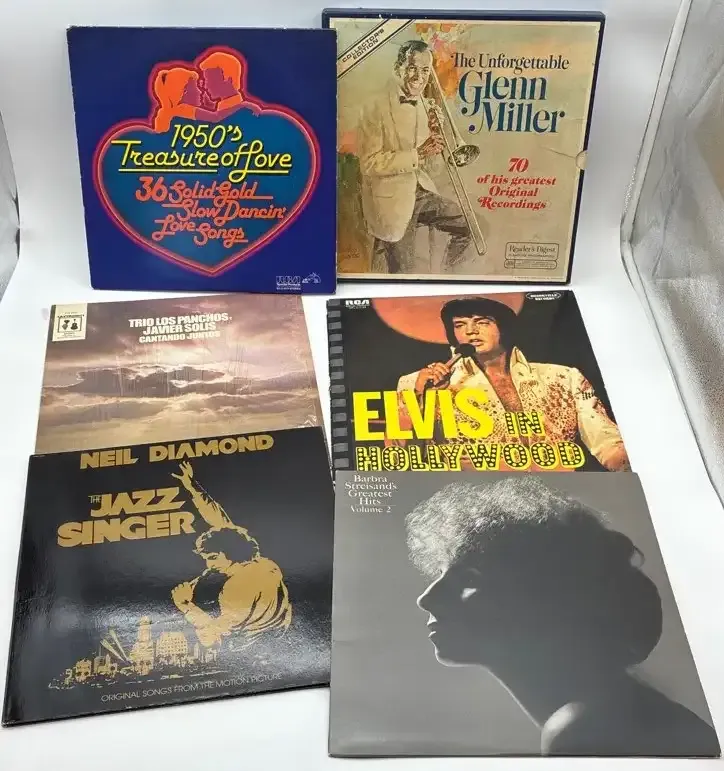 1950's
Treasure of Love
36 Solid Gold
Slow Dancin'
Love Songs
RCA
COLLECTOR'S
EDITION
The Unforgettable
Glenn
Miller
70
of his greatest
Original
Recordings
Reader's Digest
TRIO LOS PANCHOS,
JAVIER SOLIS
CANTANDO JUNTOS
RCA
ELVIS IN
HOLLYWOOD
NEIL DIAMOND
THE
JAZZ
SINGER
ORIGINAL SONGS FROM THE MOTION PICTURE
Barbra
Streisand's
Greatest
Hits
Volume 2